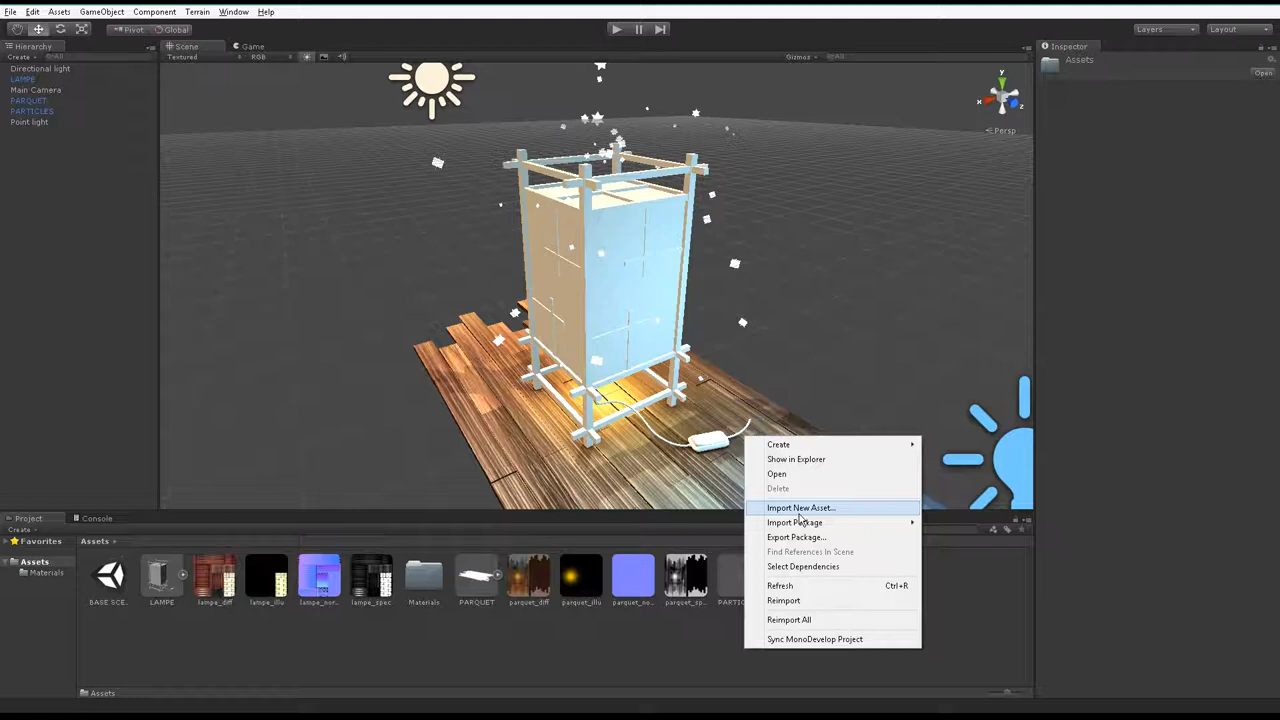 File Edit Assets GameObject Component Terrain Window Help
Pivot Global
Layers Layout
Hierarchy
Scene Game
Inspector
Create All
Textured RGB
Gizmos All
Assets
Open
Directional light
LAMPE
Main Camera
PARQUET
PARTICLES
Point light
y
x
z
Persp
Create
Show in Explorer
Open
Delete
Import New Asset...
Import Package
Export Package...
Find References In Scene
Select Dependencies
Refresh Ctrl+R
Reimport
Reimport All
Sync MonoDevelop Project
Project Console
Create
Favorites
Assets
Assets
Materials
BASE SCE... LAMPE lampe_diff lampe_illu lampe_nor... lampe_spec Materials PARQUET parquet_diff parquet_illu parquet_no... parquet_sp...
Assets